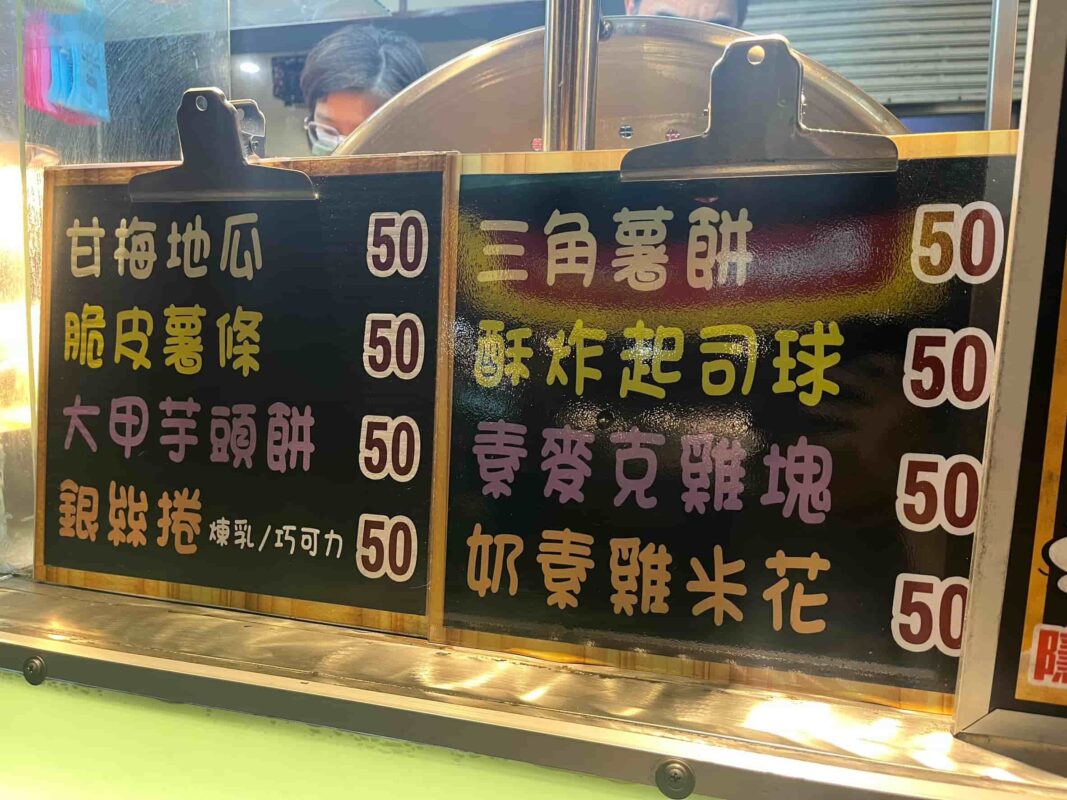 甘梅地瓜 50
脆皮薯條 50
大甲芋頭餅 50
銀絲捲 煉乳/巧可力 50
三角薯餅 50
酥炸起司球 50
素麥克雞塊 50
奶素雞米花 50
隱